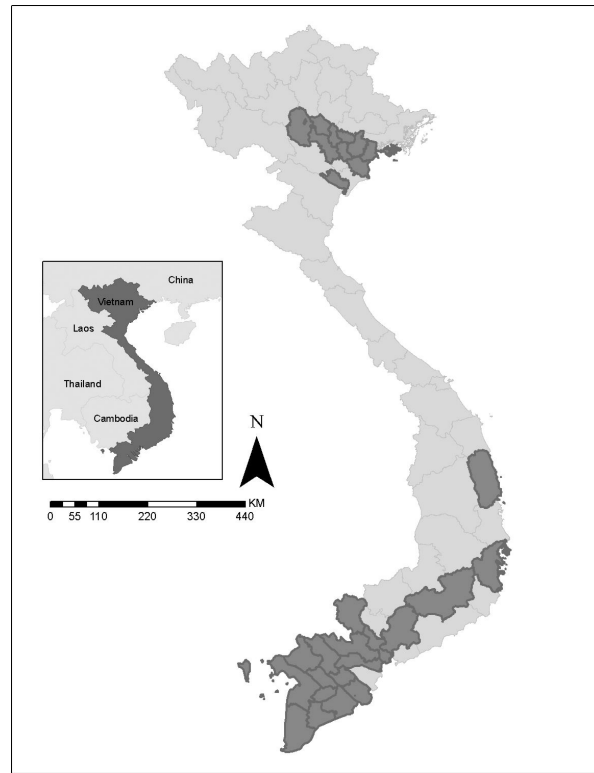 China
Vietnam
Laos
Thailand
Cambodia
N
KM
0 55 110 220 330 440